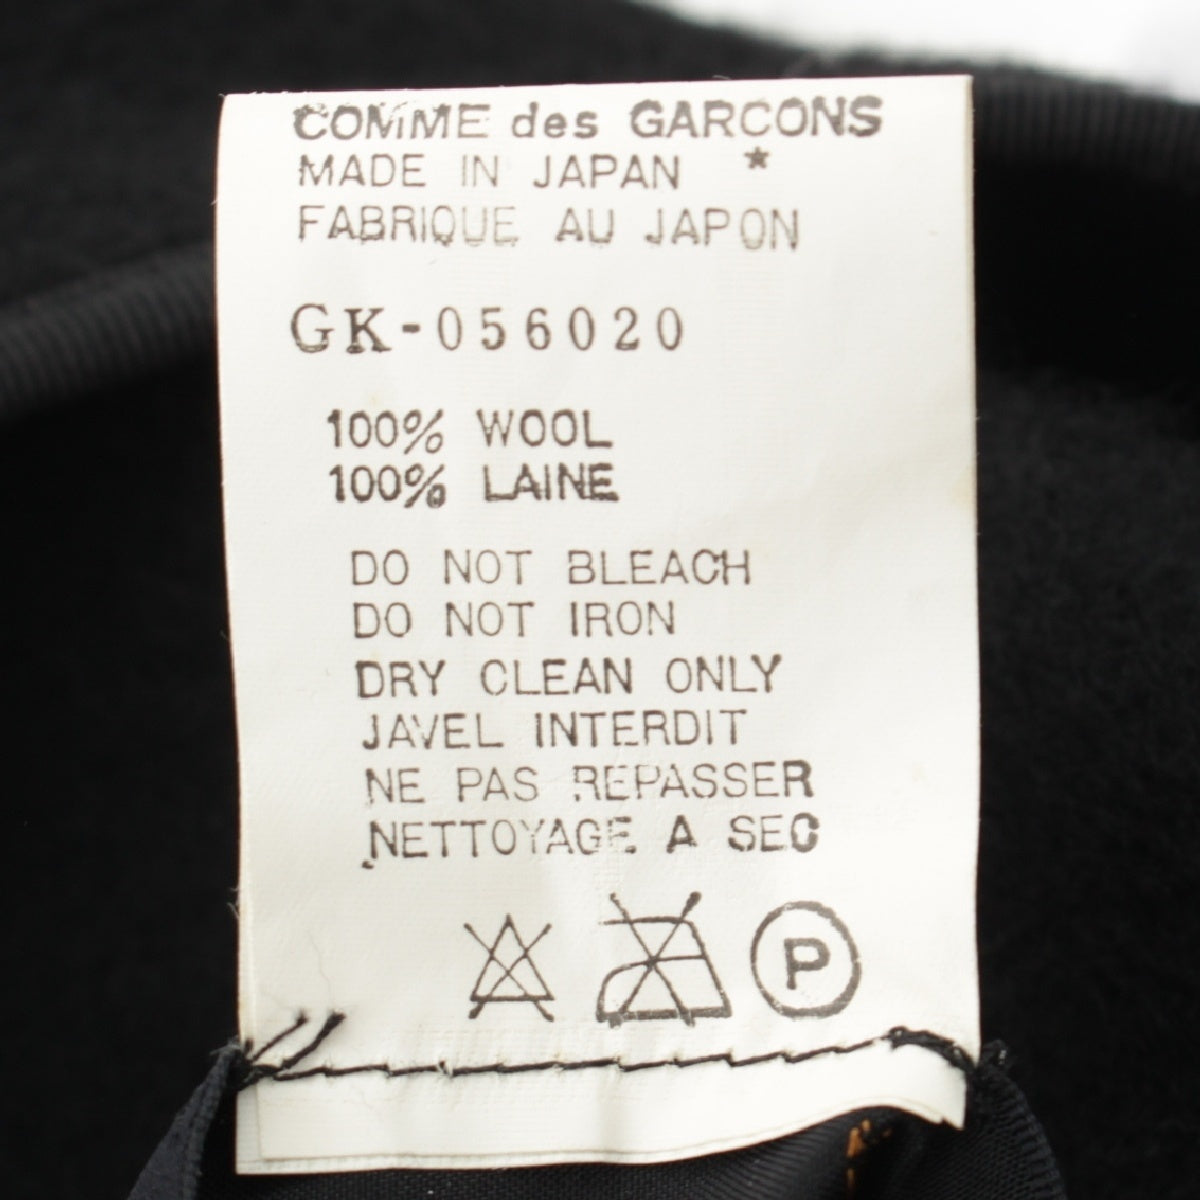 COMME des GARCONS
MADE IN JAPAN *
FABRIQUE AU JAPON
GK-056020
100% WOOL
100% LAINE
DO NOT BLEACH
DO NOT IRON
DRY CLEAN ONLY
JAVEL INTERDIT
NE PAS REPASSER
NETTOYAGE A SEC
P